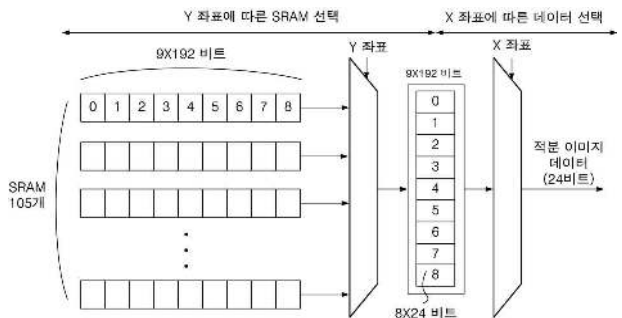 Y 좌표에 따른 SRAM 선택
X 좌표에 따른 데이터 선택
9X192 비트
Y 좌표
X 좌표
9X192 비트
0 1 2 3 4 5 6 7 8
0
1
2
3
4
5
6
7
8
SRAM
105개
적분 이미지
데이터
(24비트)
8X24 비트